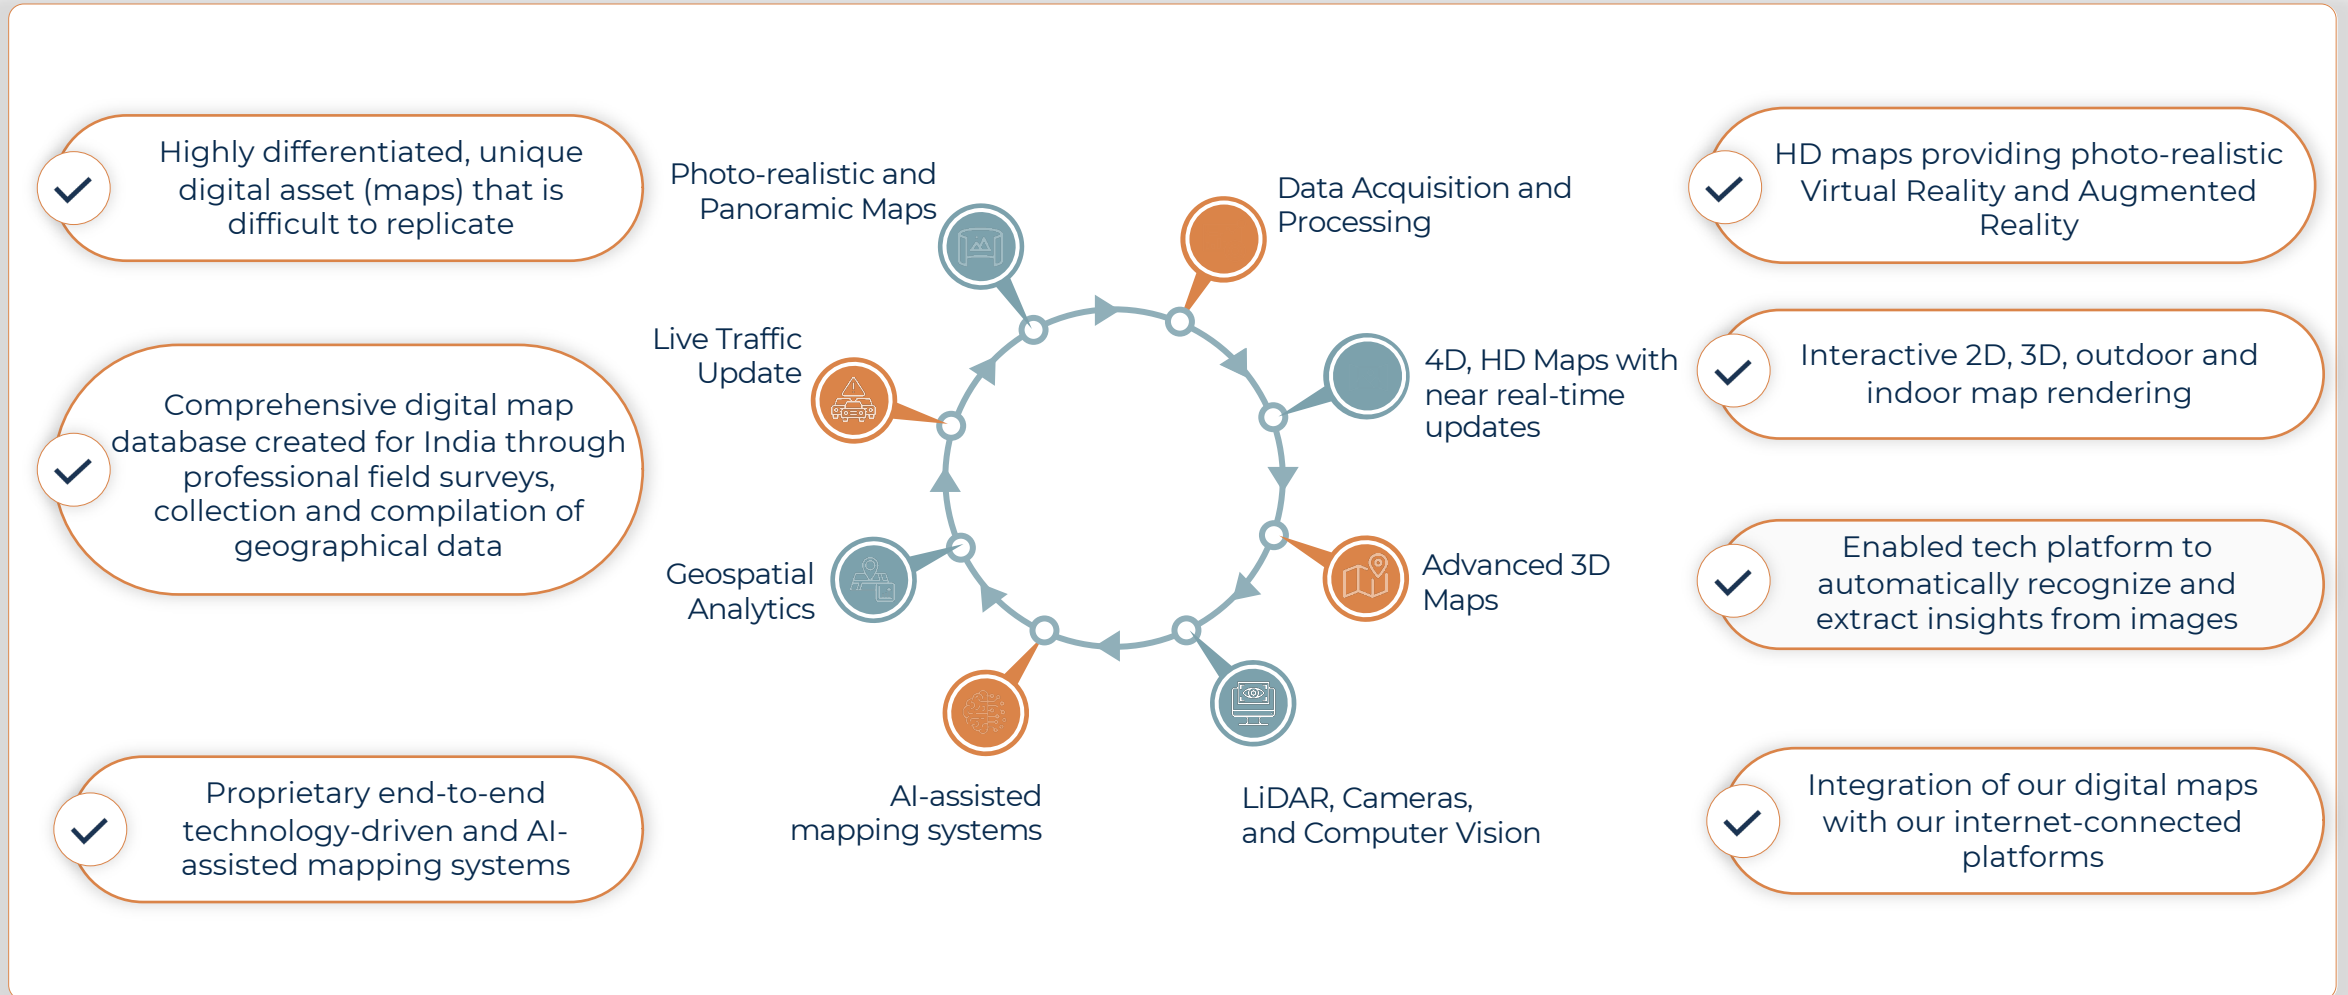 Highly differentiated, unique
digital asset (maps) that is
difficult to replicate
Comprehensive digital map
database created for India through
professional field surveys,
collection and compilation of
geographical data
Proprietary end-to-end
technology-driven and AI-
assisted mapping systems
Photo-realistic and
Panoramic Maps
Live Traffic
Update
Geospatial
Analytics
AI-assisted
mapping systems
Data Acquisition and
Processing
4D, HD Maps with
near real-time
updates
Advanced 3D
Maps
LiDAR, Cameras,
and Computer Vision
HD maps providing photo-realistic
Virtual Reality and Augmented
Reality
Interactive 2D, 3D, outdoor and
indoor map rendering
Enabled tech platform to
automatically recognize and
extract insights from images
Integration of our digital maps
with our internet-connected
platforms